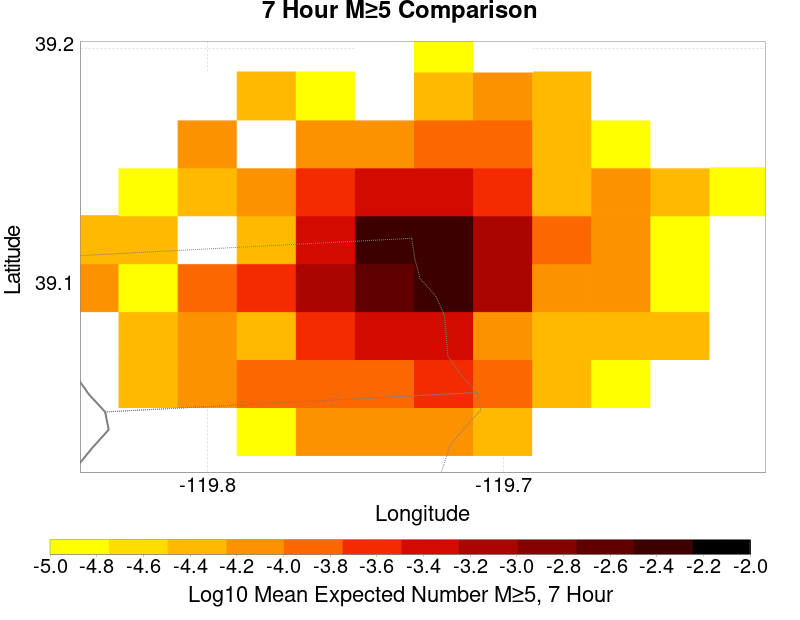 7 Hour M≥5 Comparison
39.2
39.1
Latitude
-119.8 -119.7
Longitude
-5.0 -4.8 -4.6 -4.4 -4.2 -4.0 -3.8 -3.6 -3.4 -3.2 -3.0 -2.8 -2.6 -2.4 -2.2 -2.0
Log10 Mean Expected Number M≥5, 7 Hour